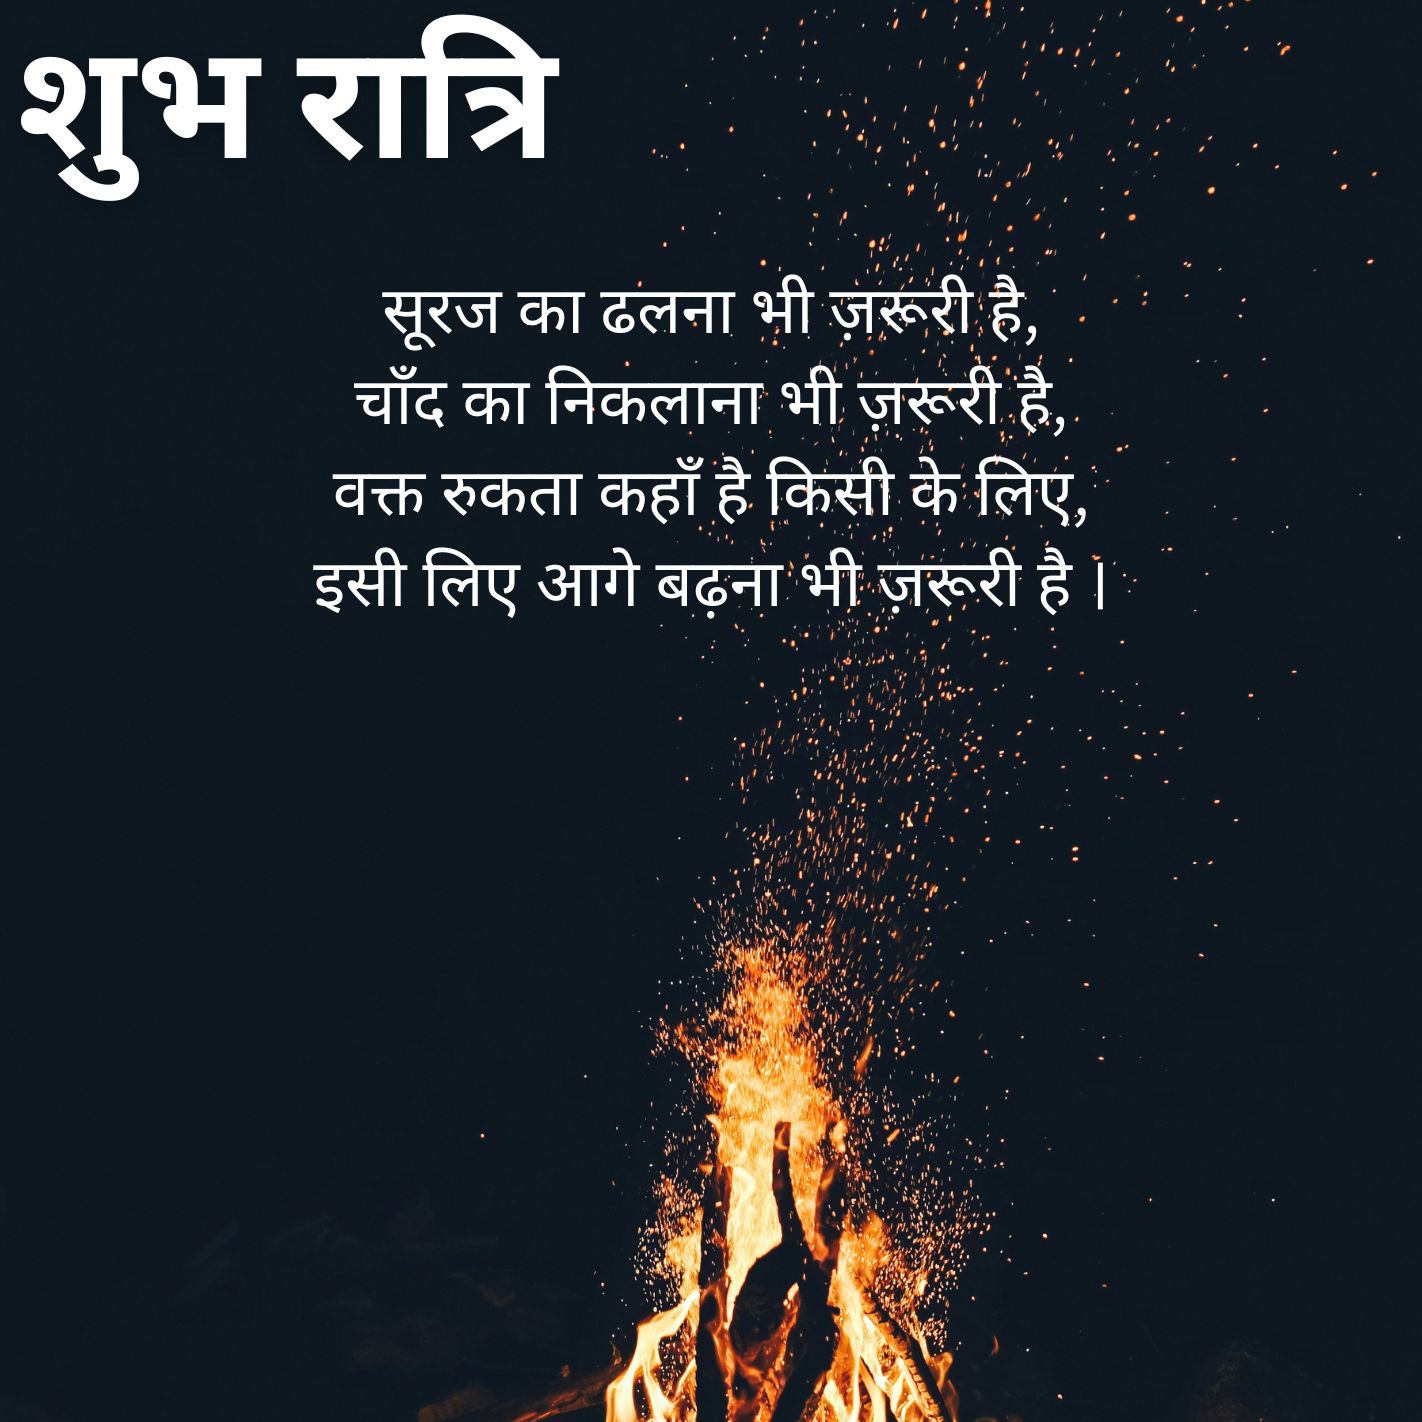 शुभ रात्रि
सूरज का ढलना भी ज़रूरी है,
चाँद का निकलाना भी ज़रूरी है,
वक्त रुकता कहाँ है किसी के लिए,
इसी लिए आगे बढ़ना भी ज़रूरी है ।